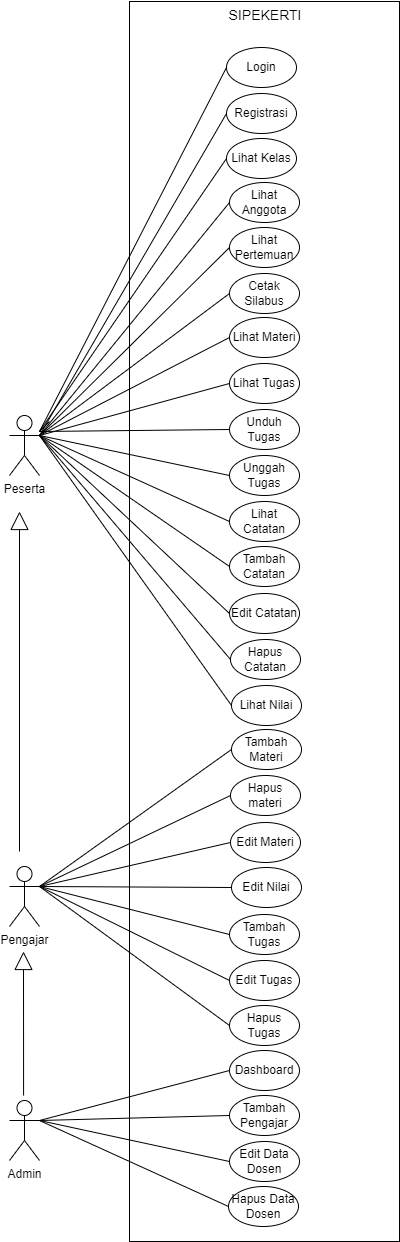 SIPEKERTI
Login
Registrasi
Lihat Kelas
Lihat
Anggota
Lihat
Pertemuan
Cetak
Silabus
Lihat Materi
Lihat Tugas
Unduh
Tugas
Unggah
Tugas
Lihat
Catatan
Tambah
Catatan
Edit Catatan
Hapus
Catatan
Lihat Nilai
Peserta
Tambah
Materi
Hapus
materi
Edit Materi
Edit Nilai
Tambah
Tugas
Edit Tugas
Hapus
Tugas
Pengajar
Dashboard
Tambah
Pengajar
Edit Data
Dosen
Hapus Data
Dosen
Admin